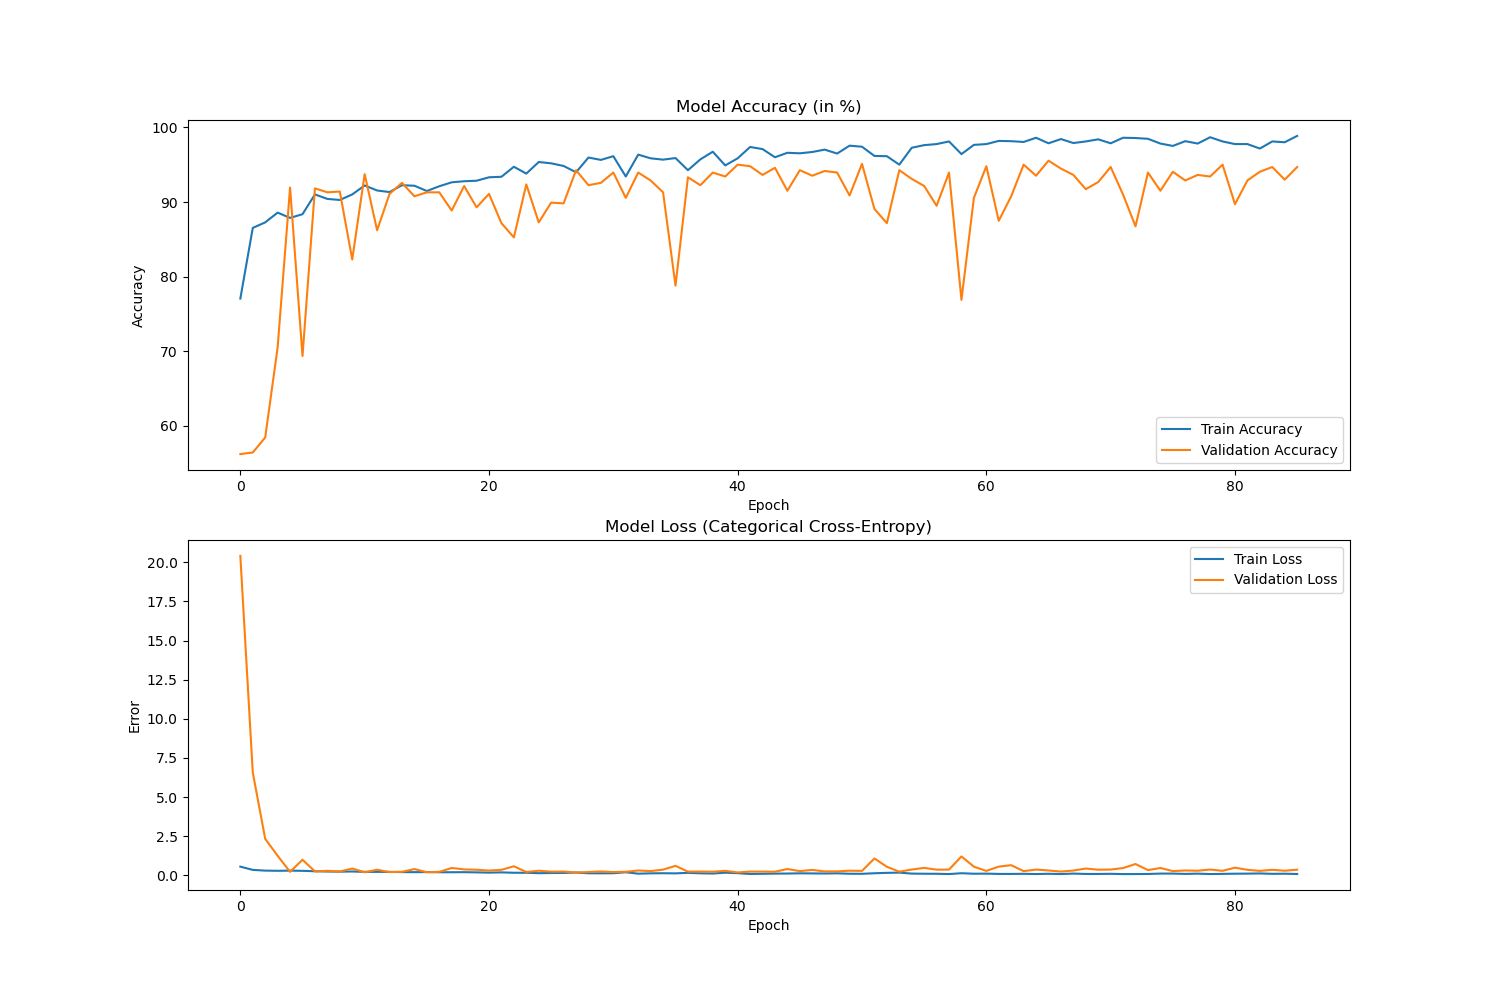 Model Accuracy (in %)
100
90
80
70
60
Accuracy
Train Accuracy
Validation Accuracy
0 20 40 60 80
Epoch
Model Loss (Categorical Cross-Entropy)
20.0
17.5
15.0
12.5
10.0
7.5
5.0
2.5
0.0
Error
Train Loss
Validation Loss
0 20 40 60 80
Epoch